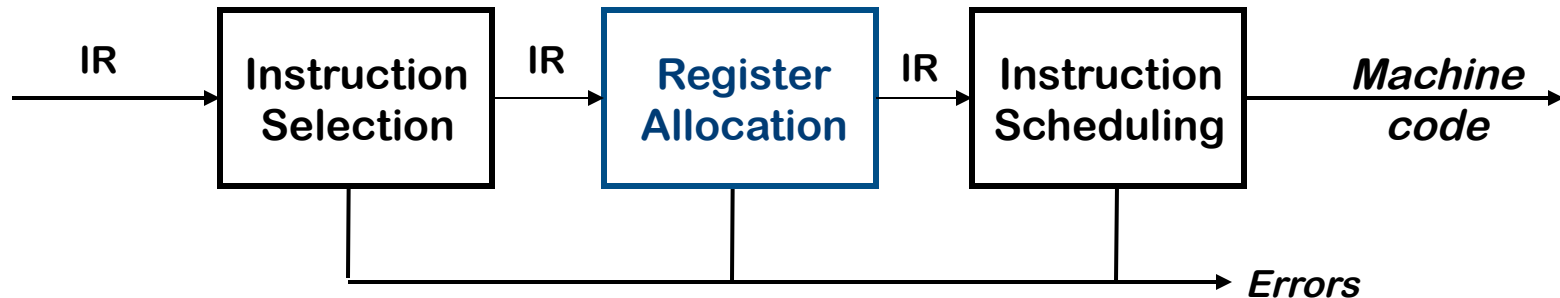 IR
Instruction
Selection
IR
Register
Allocation
IR
Instruction
Scheduling
Machine
code
Errors